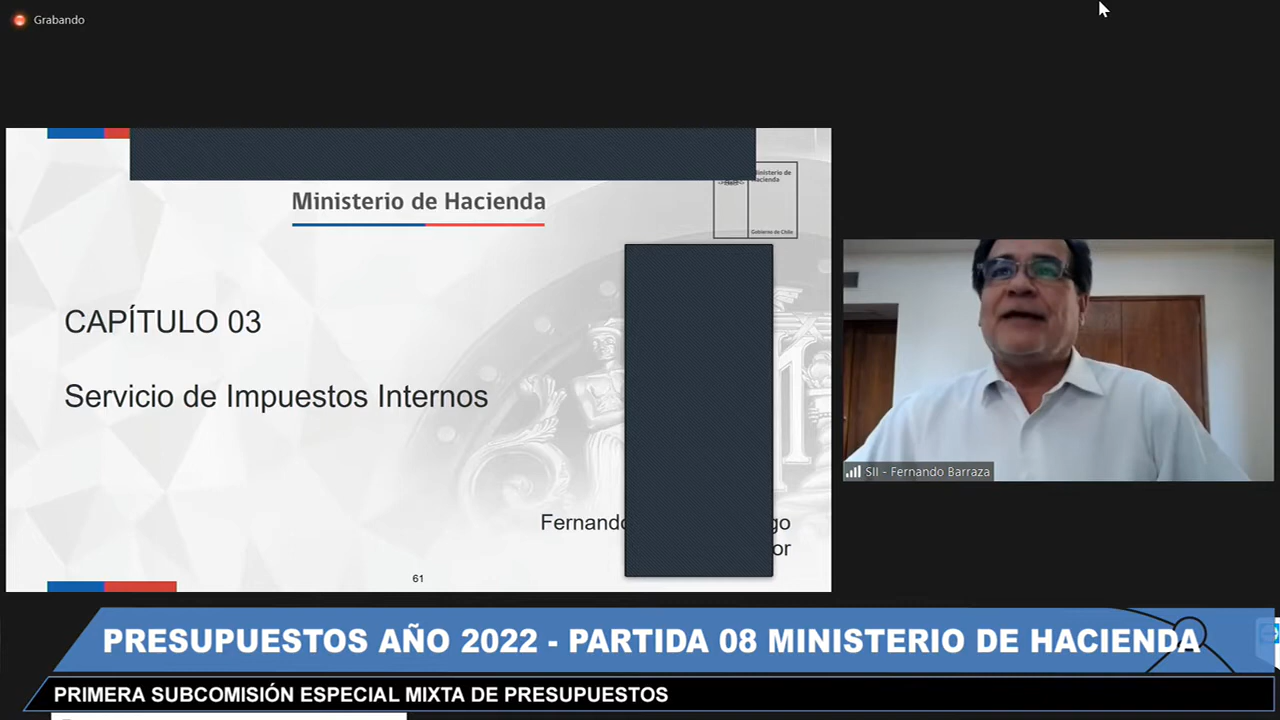 Grabando
Ministerio de
Hacienda
Gobierno de Chile
Ministerio de Hacienda
CAPÍTULO 03
Servicio de Impuestos Internos
Fernando
go
or
61
SII - Fernando Barraza
PRESUPUESTOS AÑO 2022 - PARTIDA 08 MINISTERIO DE HACIENDA
PRIMERA SUBCOMISIÓN ESPECIAL MIXTA DE PRESUPUESTOS